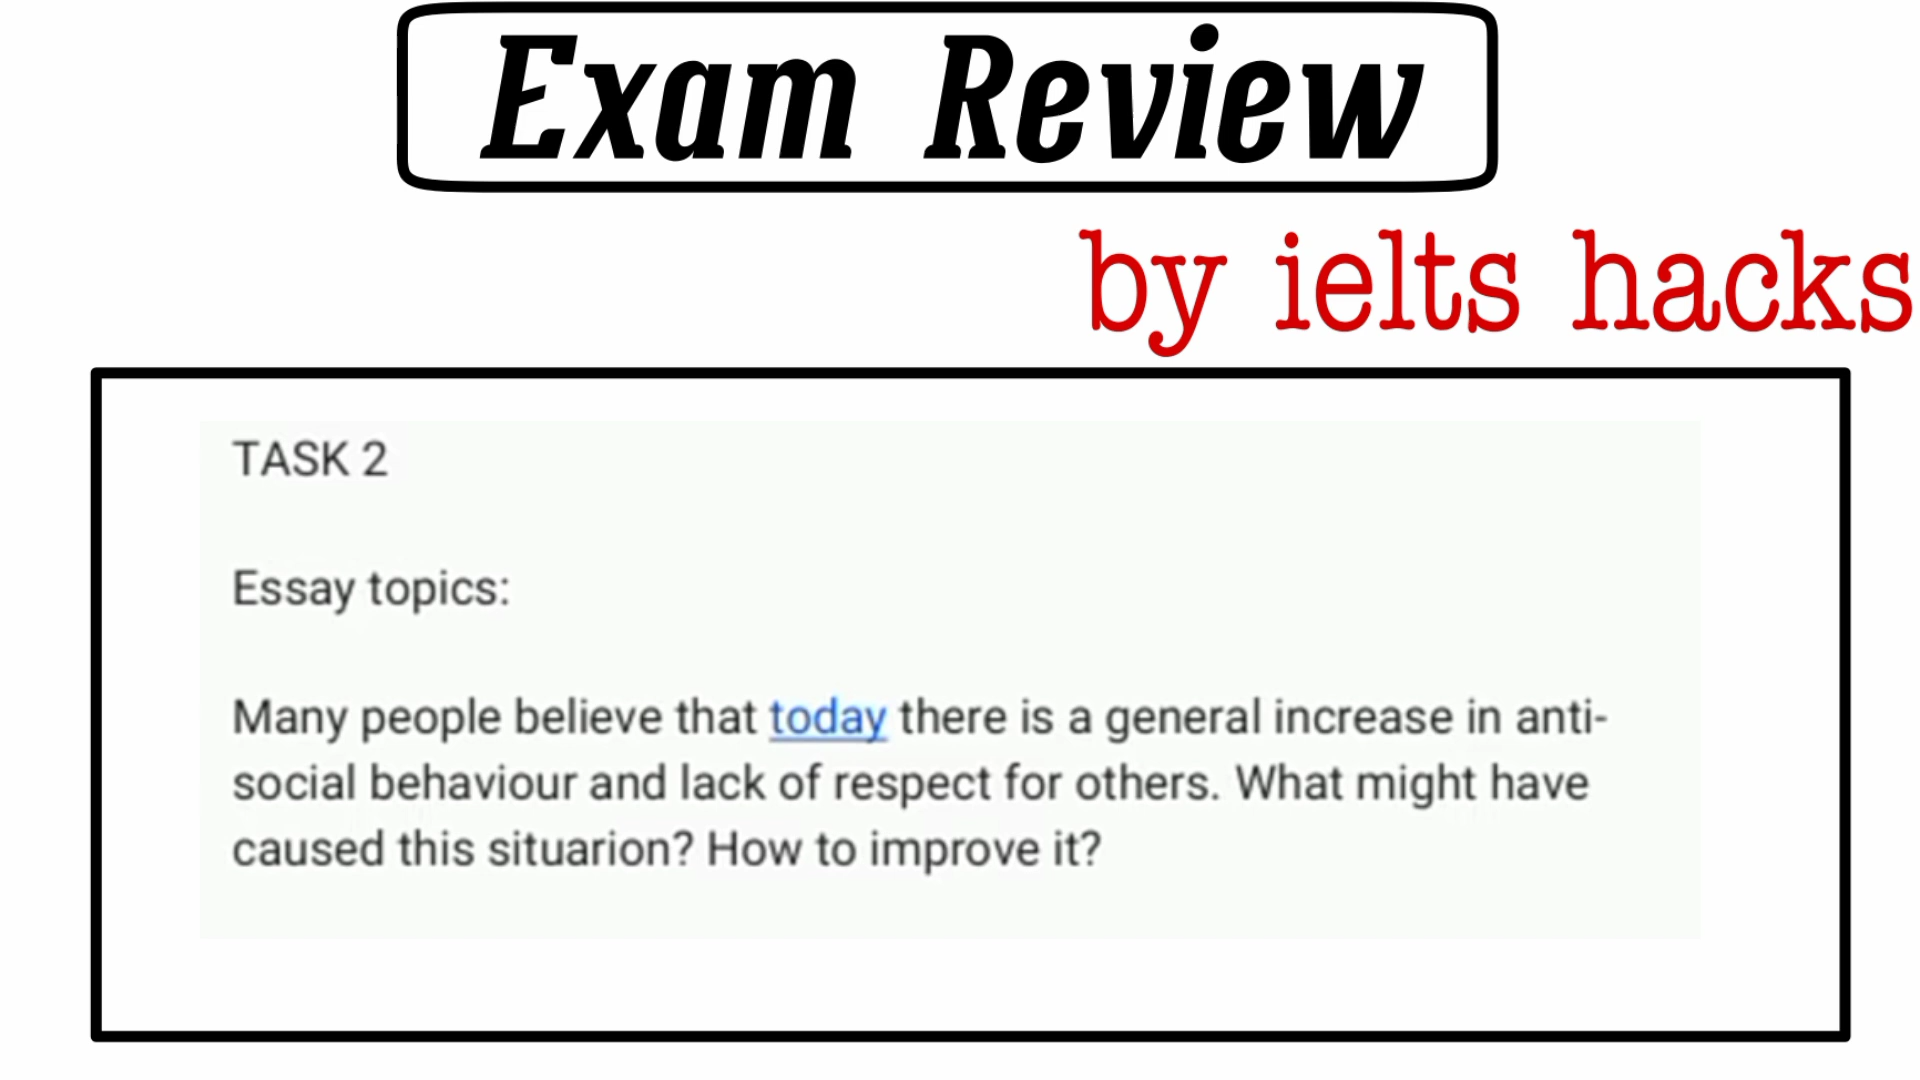 Exam Review
by ielts hacks
TASK 2
Essay topics:
Many people believe that today there is a general increase in anti-
social behaviour and lack of respect for others. What might have
caused this situarion? How to improve it?